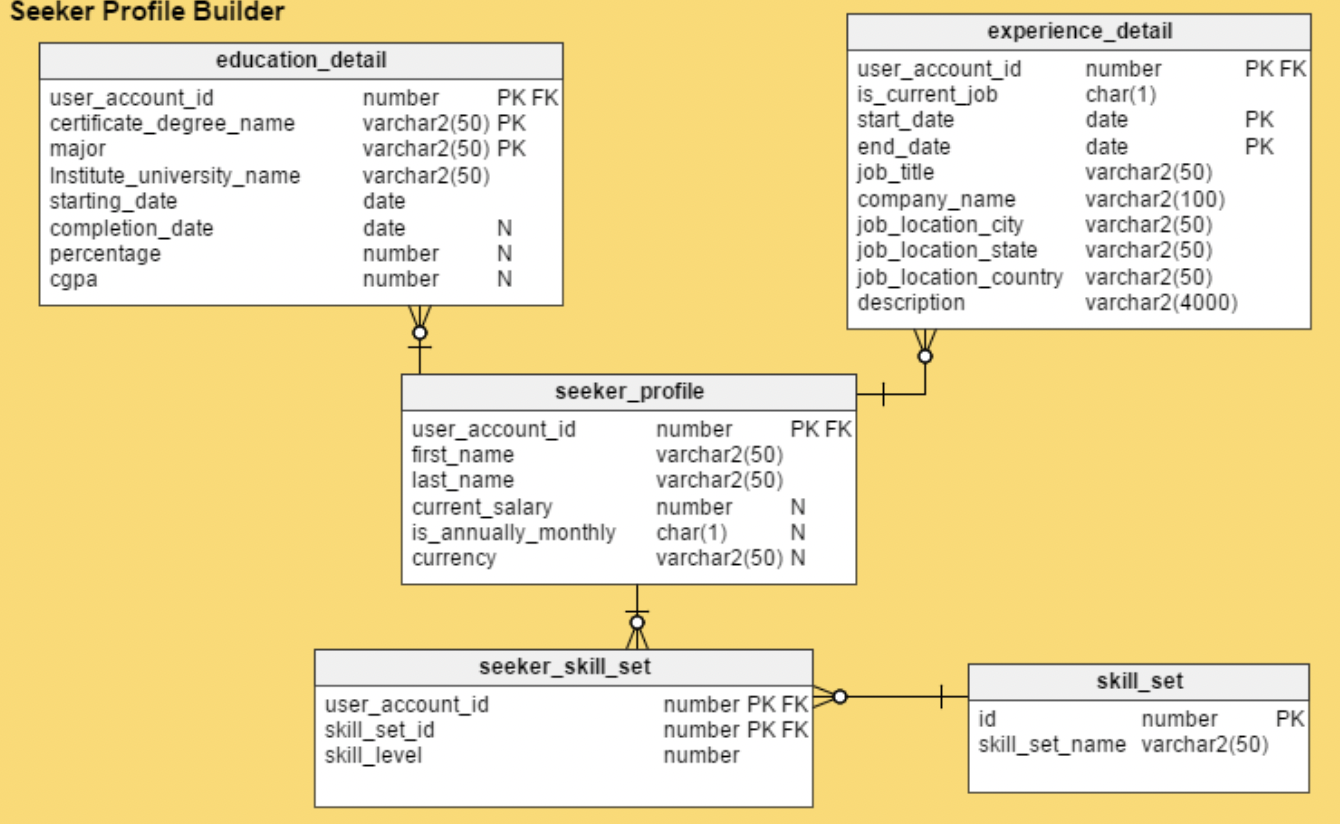 Seeker Profile Builder
education_detail
user_account_id number PK FK
certificate_degree_name varchar2(50) PK
major varchar2(50) PK
Institute_university_name varchar2(50)
starting_date date
completion_date date N
percentage number N
cgpa number N
experience_detail
user_account_id number PK FK
is_current_job char(1)
start_date date PK
end_date date PK
job_title varchar2(50)
company_name varchar2(100)
job_location_city varchar2(50)
job_location_state varchar2(50)
job_location_country varchar2(50)
description varchar2(4000)
seeker_profile
user_account_id number PK FK
first_name varchar2(50)
last_name varchar2(50)
current_salary number N
is_annually_monthly char(1) N
currency varchar2(50) N
seeker_skill_set
user_account_id number PK FK
skill_set_id number PK FK
skill_level number
skill_set
id number PK
skill_set_name varchar2(50)